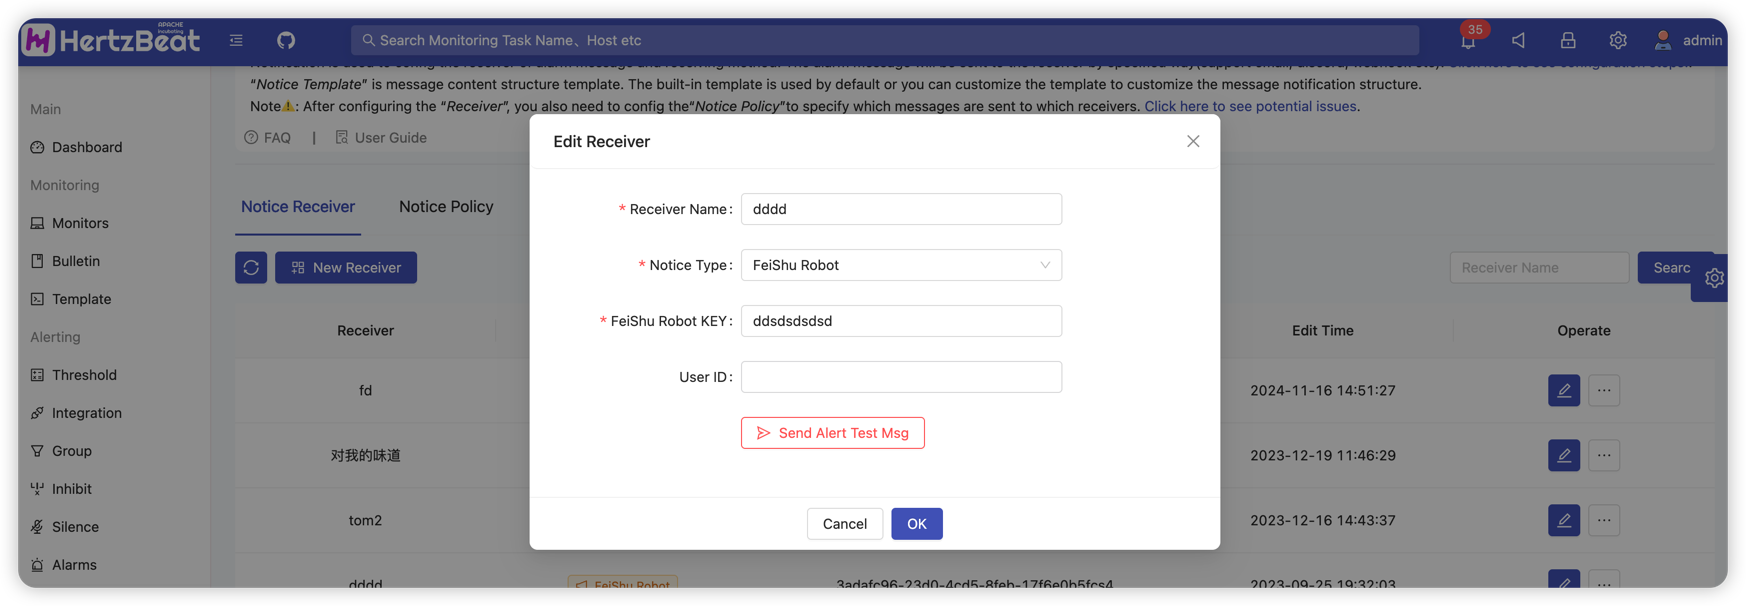 APACHE
incubating
HertzBeat
Search Monitoring Task Name、Host etc
35
admin
"Notice Template" is message content structure template. The built-in template is used by default or you can customize the template to customize the message notification structure.
Note⚠️: After configuring the "Receiver", you also need to config the"Notice Policy"to specify which messages are sent to which receivers. Click here to see potential issues.
FAQ | User Guide
Main
Dashboard
Monitoring
Monitors
Bulletin
Template
Alerting
Threshold
Integration
Group
Inhibit
Silence
Alarms
Notice Receiver
Notice Policy
New Receiver
Receiver Name
Searc
Receiver
Edit Time
Operate
fd
2024-11-16 14:51:27
对我的味道
2023-12-19 11:46:29
tom2
2023-12-16 14:43:37
dddd
FeiShu Robot
3adafc96-23d0-4cd5-8feb-17f6e0b5fcs4
2023-09-25 19:32:03
Edit Receiver
* Receiver Name: dddd
* Notice Type: FeiShu Robot
* FeiShu Robot KEY: ddsdsdsdsd
User ID:
Send Alert Test Msg
Cancel
OK